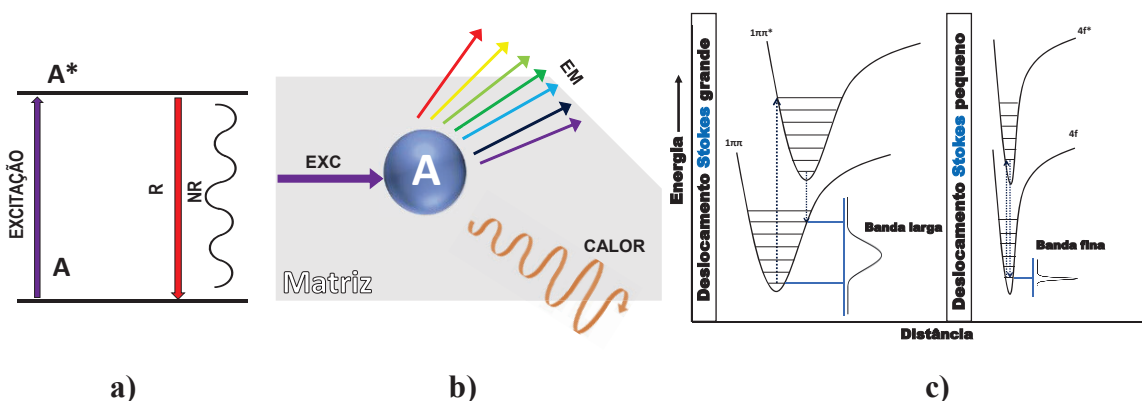 A*
EXCITAÇÃO
R
NR
A
a)
EM
EXC
A
CALOR
Matriz
b)
Deslocamento Stokes grande
Energia
1ππ*
1ππ
Banda larga
Deslocamento Stokes pequeno
4f*
4f
Banda fina
Distância
c)